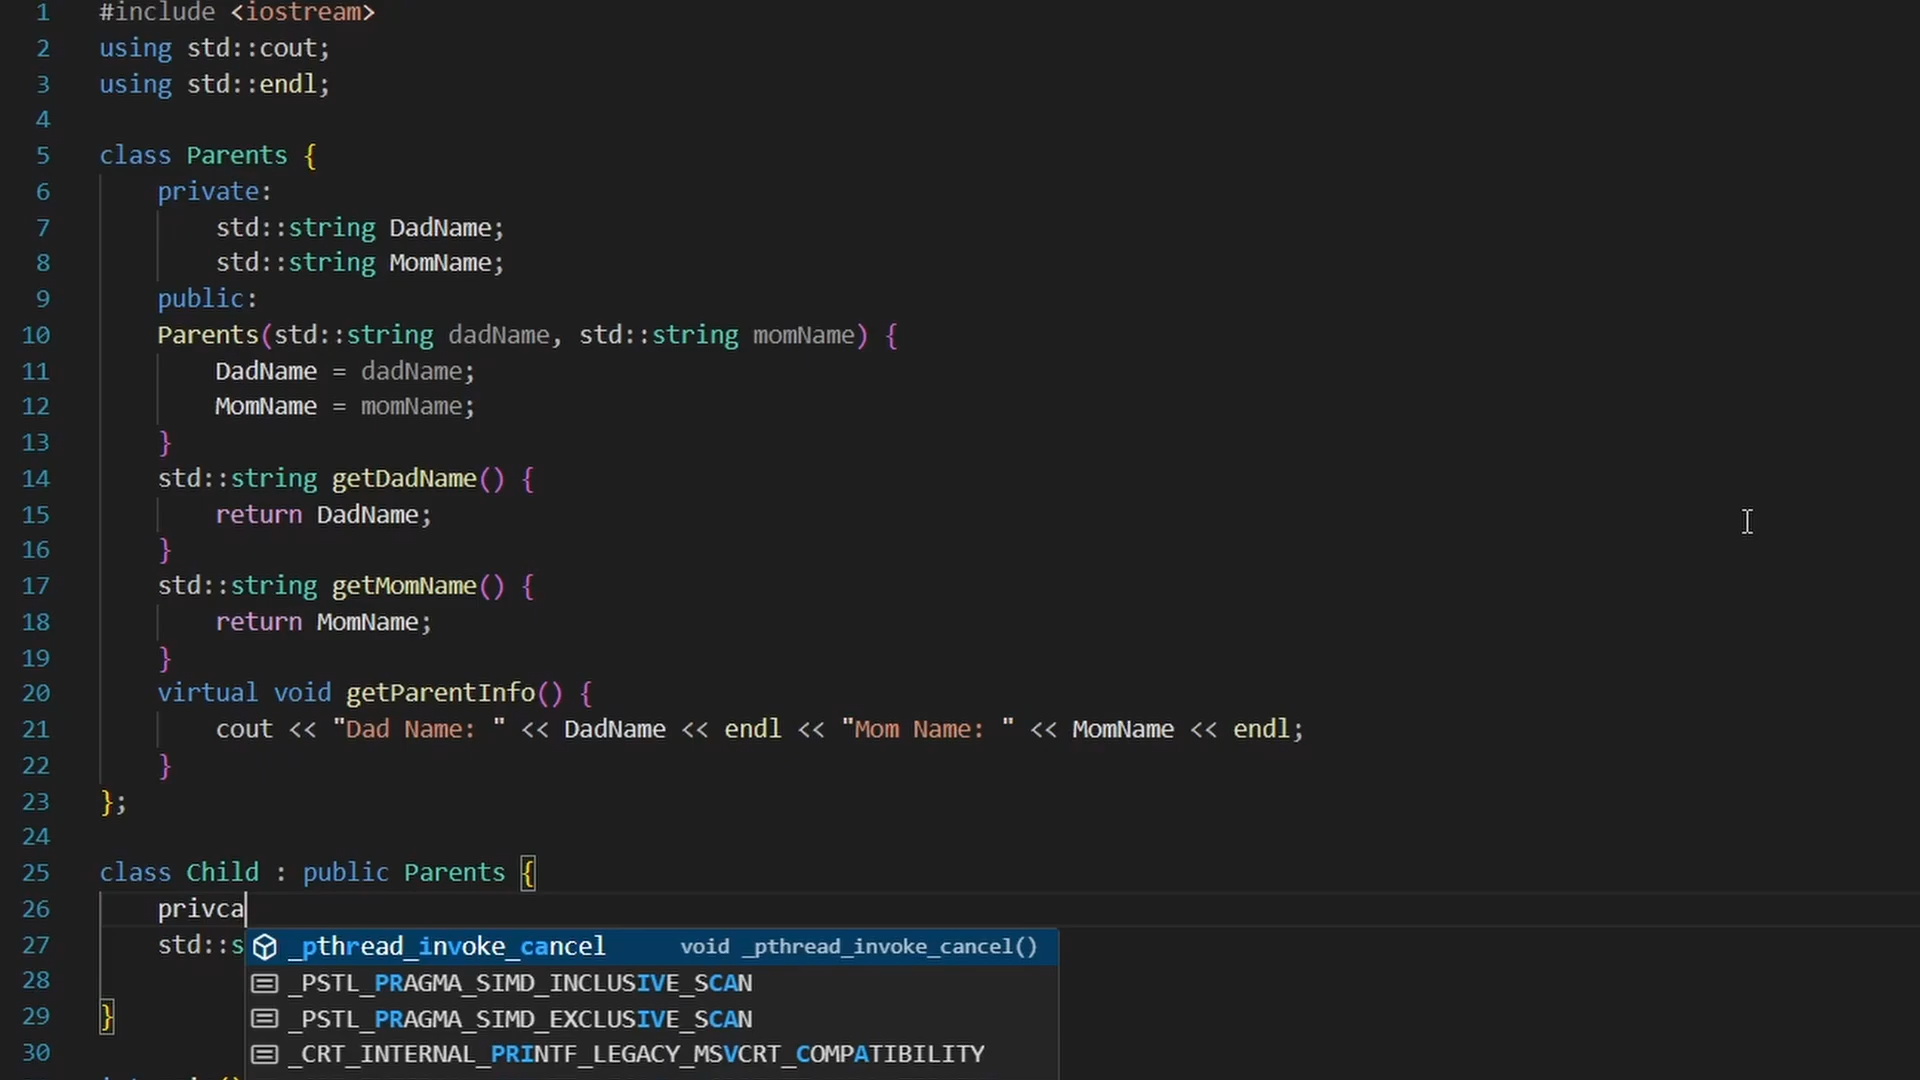 1 #include <iostream>
2 using std::cout;
3 using std::endl;
4
5 class Parents {
6 private:
7 std::string DadName;
8 std::string MomName;
9 public:
10 Parents(std::string dadName, std::string momName) {
11 DadName = dadName;
12 MomName = momName;
13 }
14 std::string getDadName() {
15 return DadName;
16 }
17 std::string getMomName() {
18 return MomName;
19 }
20 virtual void getParentInfo() {
21 cout << "Dad Name: " << DadName << endl << "Mom Name: " << MomName << endl;
22 }
23 };
24
25 class Child : public Parents {
26 privca
27 std::s _pthread_invoke_cancel void _pthread_invoke_cancel()
28 _PSTL_PRAGMA_SIMD_INCLUSIVE_SCAN
29 } _PSTL_PRAGMA_SIMD_EXCLUSIVE_SCAN
30 _CRT_INTERNAL_PRINTF_LEGACY_MSVCRT_COMPATIBILITY